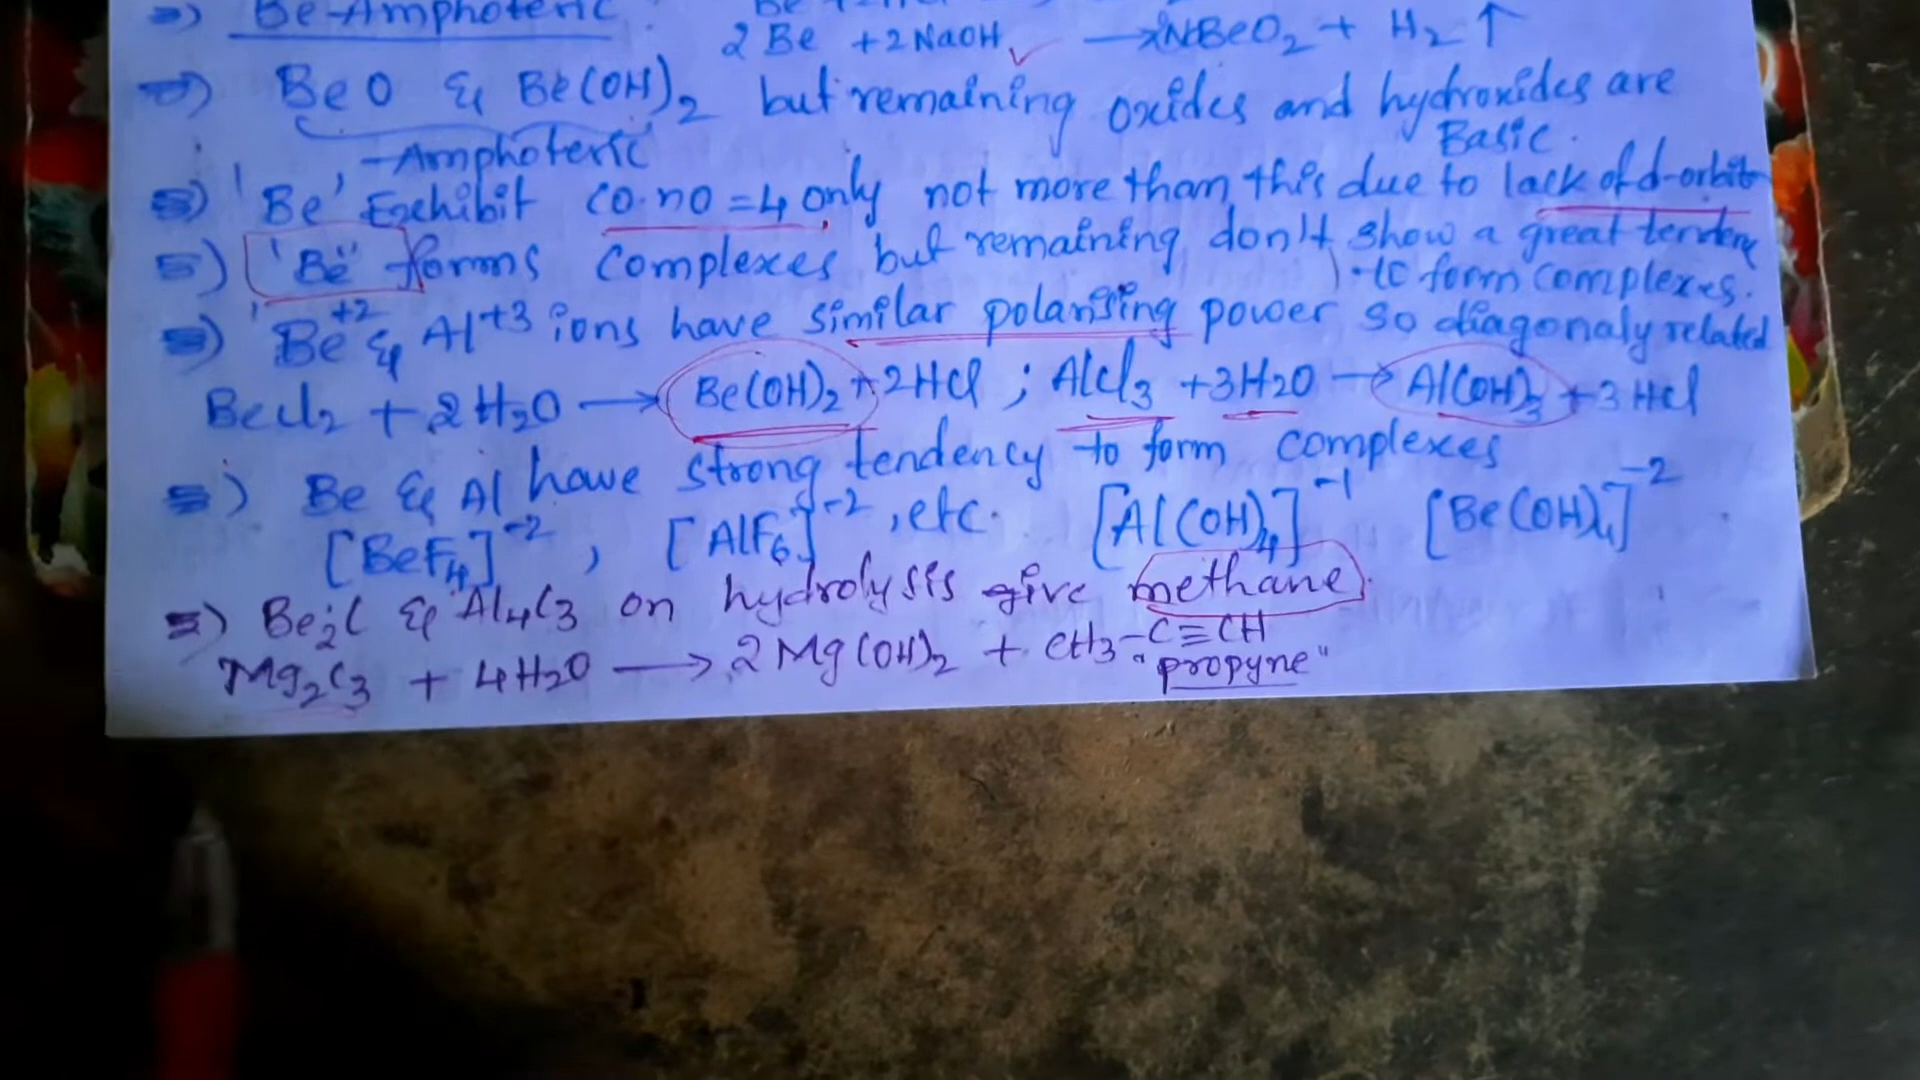 Be-Amphoteric
2 Be + 2NaOH → 2NaBeO2 + H2 ↑
BeO & Be(OH)2 but remaining oxides and hydroxides are
-Amphoteric Basic.
'Be' Exhibit co.no = 4 only not more than this due to lack of d-orbit
'Be' forms complexes but remaining don't show a great tendency
to form complexes.
Be+2 & Al+3 ions have similar polarising power so diagonaly related
BeCl2 + 2H2O → Be(OH)2 + 2HCl ; AlCl3 + 3H2O → Al(OH)3 + 3HCl
Be & Al have strong tendency to form complexes
[BeF4]-2, [AlF6]-2, etc. [Al(OH)4]-1 [Be(OH)4]-2
Be2C & Al4C3 on hydrolysis give methane.
Mg2C3 + 4H2O → 2Mg(OH)2 + CH3-C≡CH
"propyne"